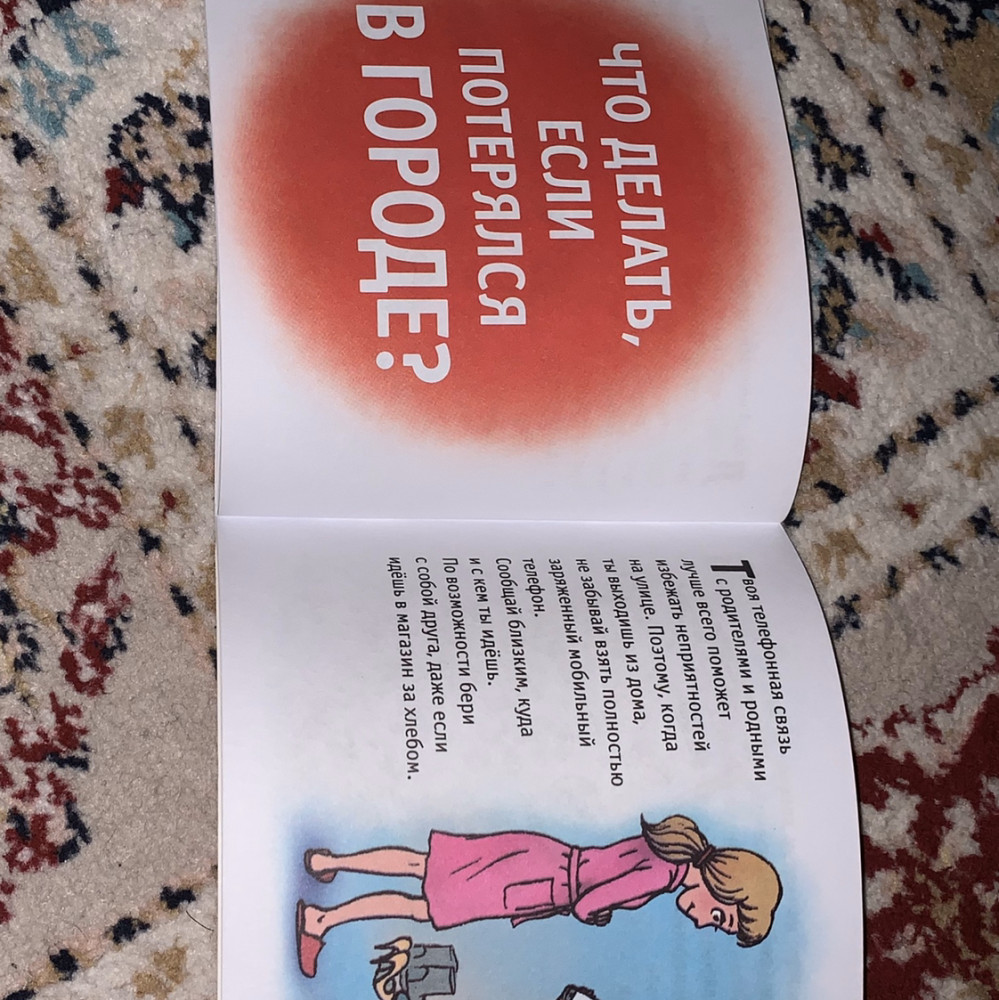 ЧТО ДЕЛАТЬ,
ЕСЛИ
ПОТЕРЯЛСЯ
В ГОРОДЕ?
Твоя телефонная связь
с родителями и родными
лучше всего поможет
избежать неприятностей
на улице. Поэтому, когда
ты выходишь из дома,
не забывай взять полностью
заряженный мобильный
телефон.
Сообщай близким, куда
и с кем ты идёшь.
По возможности бери
с собой друга, даже если
идёшь в магазин за хлебом.